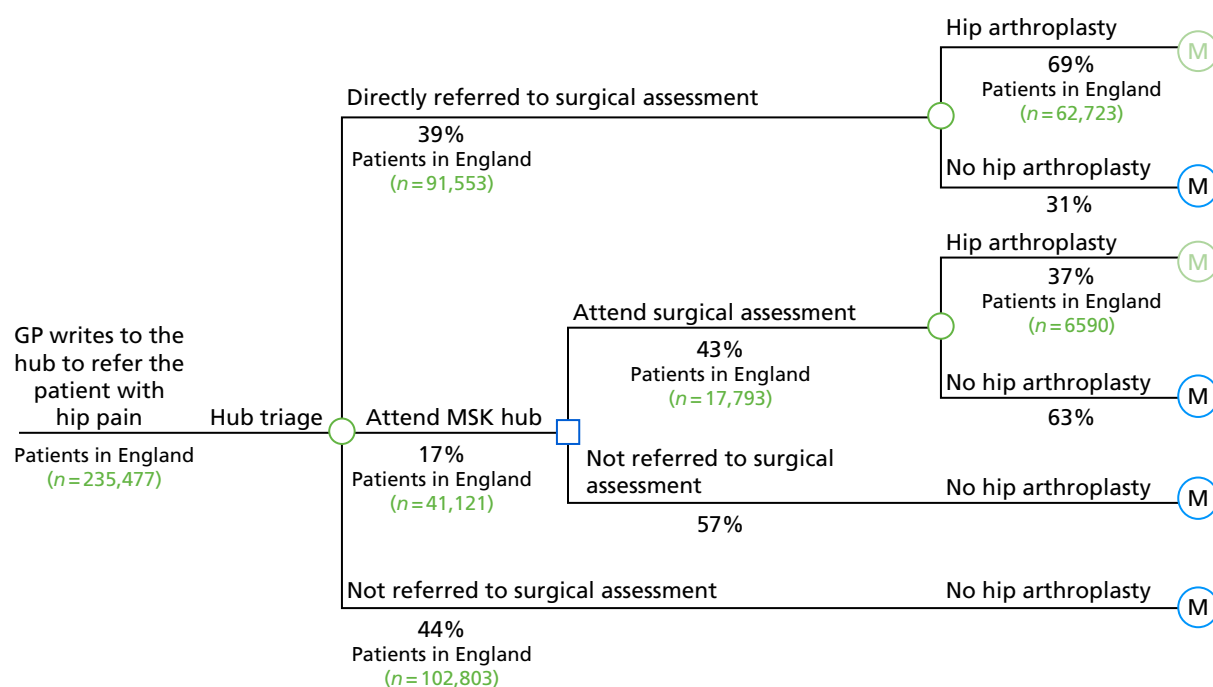 Hip arthroplasty
M
69%
Patients in England
(n=62,723)
Directly referred to surgical assessment
39%
Patients in England
(n=91,553)
No hip arthroplasty
M
31%
Hip arthroplasty
M
37%
Patients in England
(n=6590)
Attend surgical assessment
43%
Patients in England
(n=17,793)
No hip arthroplasty
M
63%
GP writes to the
hub to refer the
patient with
hip pain
Patients in England
(n=235,477)
Hub triage
Attend MSK hub
17%
Patients in England
(n=41,121)
Not referred to surgical
assessment
57%
No hip arthroplasty
M
Not referred to surgical assessment
44%
Patients in England
(n=102,803)
No hip arthroplasty
M